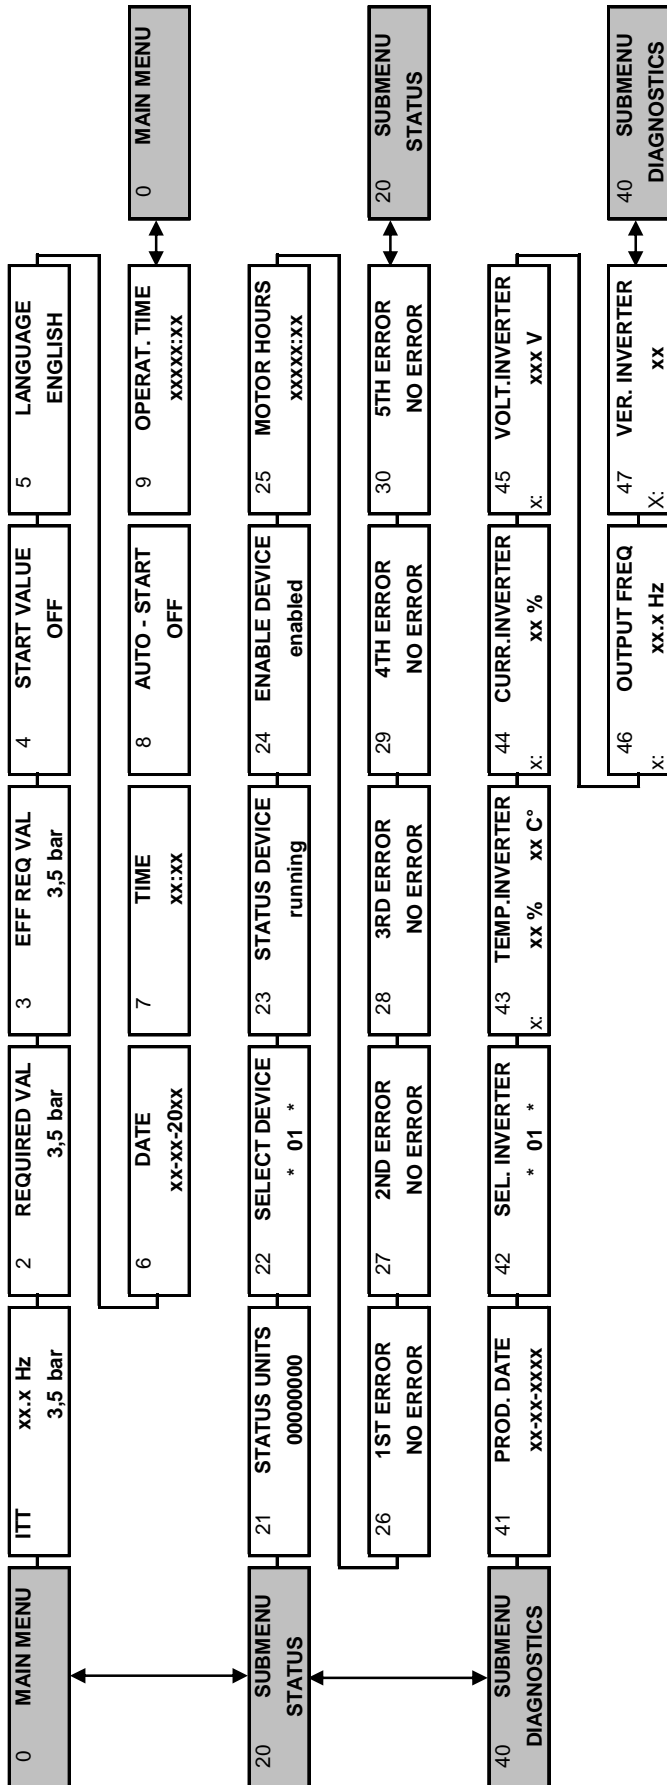 0 MAIN MENU
ITT xx.x Hz
3,5 bar
2 REQUIRED VAL
3,5 bar
3 EFF REQ VAL
3,5 bar
4 START VALUE
OFF
5 LANGUAGE
ENGLISH
6 DATE
xx-xx-20xx
7 TIME
xx:xx
8 AUTO - START
OFF
9 OPERAT. TIME
xxxxx:xx
0 MAIN MENU
20 SUBMENU
STATUS
21 STATUS UNITS
00000000
22 SELECT DEVICE
* 01 *
23 STATUS DEVICE
running
24 ENABLE DEVICE
enabled
25 MOTOR HOURS
xxxxx:xx
26 1ST ERROR
NO ERROR
27 2ND ERROR
NO ERROR
28 3RD ERROR
NO ERROR
29 4TH ERROR
NO ERROR
30 5TH ERROR
NO ERROR
20 SUBMENU
STATUS
40 SUBMENU
DIAGNOSTICS
41 PROD. DATE
xx-xx-xxxx
42 SEL. INVERTER
* 01 *
43 TEMP.INVERTER
x: xx % xx C°
44 CURR.INVERTER
x: xx %
45 VOLT.INVERTER
x: xxx V
46 OUTPUT FREQ
x: xx.x Hz
47 VER. INVERTER
X: xx
40 SUBMENU
DIAGNOSTICS